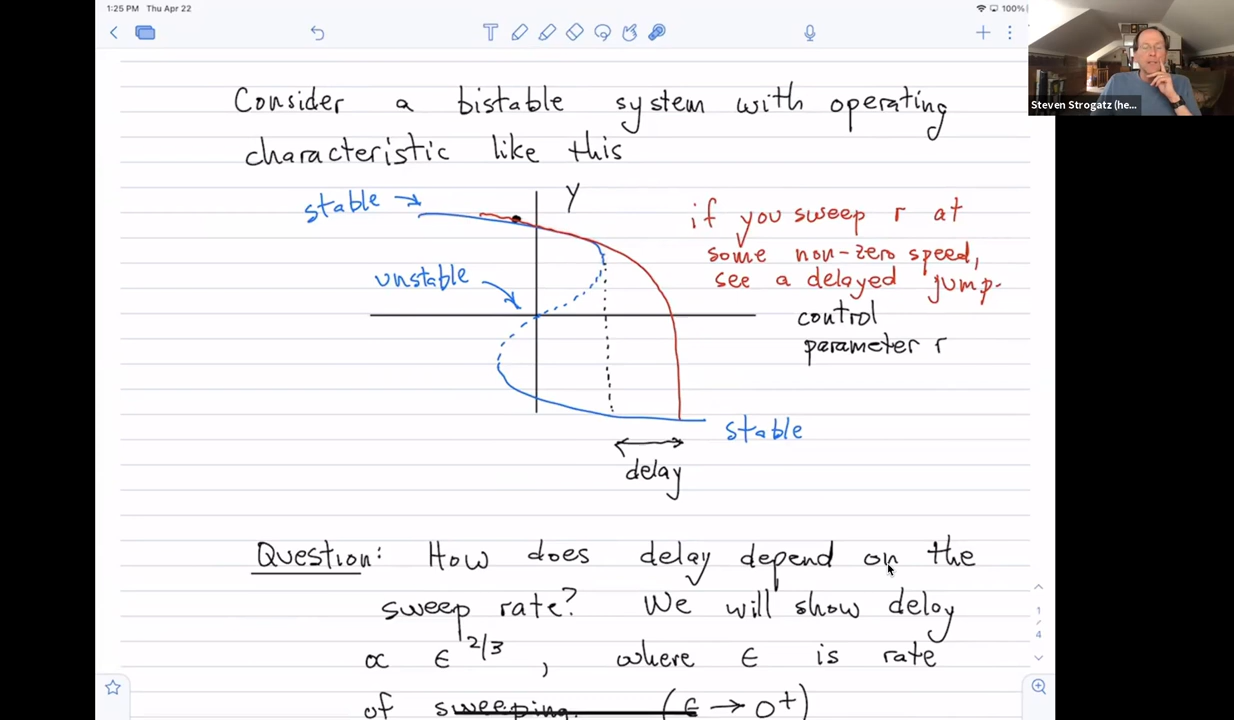 1:25 PM Thu Apr 22
100%
Steven Strogatz (he...
Consider a bistable system with operating
characteristic like this
stable
y
if you sweep r at
some non-zero speed,
see a delayed jump.
unstable
control
parameter r
stable
delay
Question: How does delay depend on the
sweep rate? We will show delay
∝ ϵ^2/3, where ϵ is rate
of sweeping. (ϵ → 0+)
1
/
4